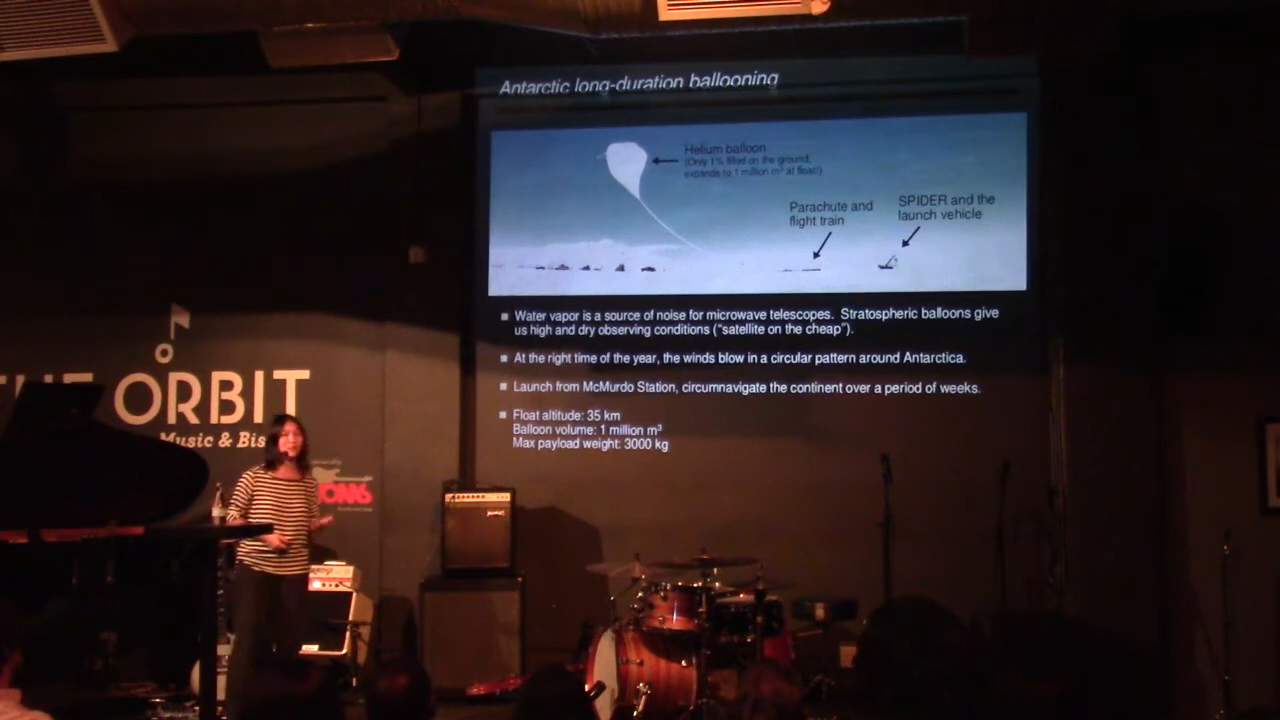 Antarctic long-duration ballooning
Helium balloon
(Only 1% filled on the ground,
expands to 1 million m³ at float!)
Parachute and
flight train
SPIDER and the
launch vehicle
■ Water vapor is a source of noise for microwave telescopes. Stratospheric balloons give
us high and dry observing conditions (“satellite on the cheap”).
■ At the right time of the year, the winds blow in a circular pattern around Antarctica.
■ Launch from McMurdo Station, circumnavigate the continent over a period of weeks.
■ Float altitude: 35 km
Balloon volume: 1 million m³
Max payload weight: 3000 kg
ORBIT
Music & Bis